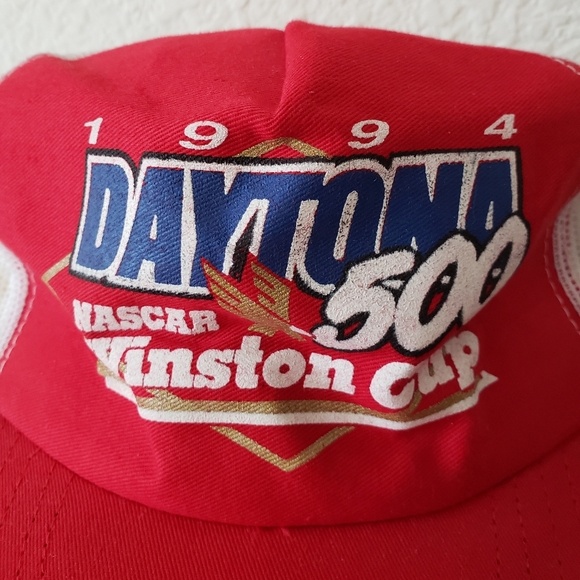 1994
DAYTONA
500
NASCAR
Winston Cup